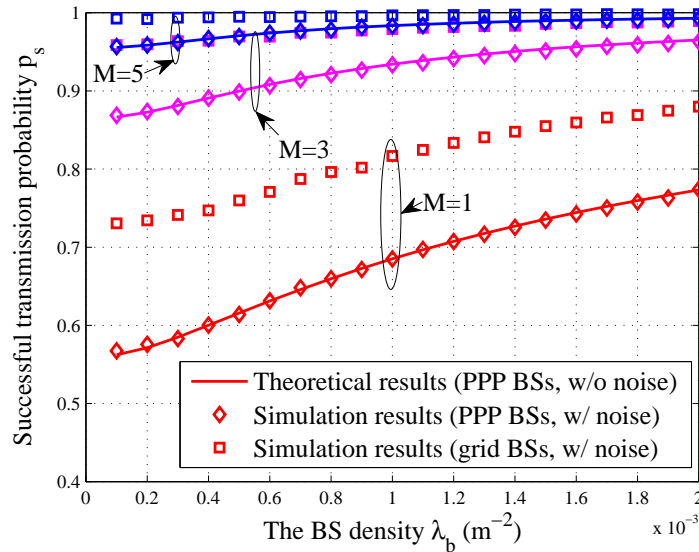 Successful transmission probability p_s
1
0.9
0.8
0.7
0.6
0.5
0.4
M=5
M=3
M=1
Theoretical results (PPP BSs, w/o noise)
Simulation results (PPP BSs, w/ noise)
Simulation results (grid BSs, w/ noise)
0 0.2 0.4 0.6 0.8 1 1.2 1.4 1.6 1.8 2
x 10⁻³
The BS density λ_b (m⁻²)